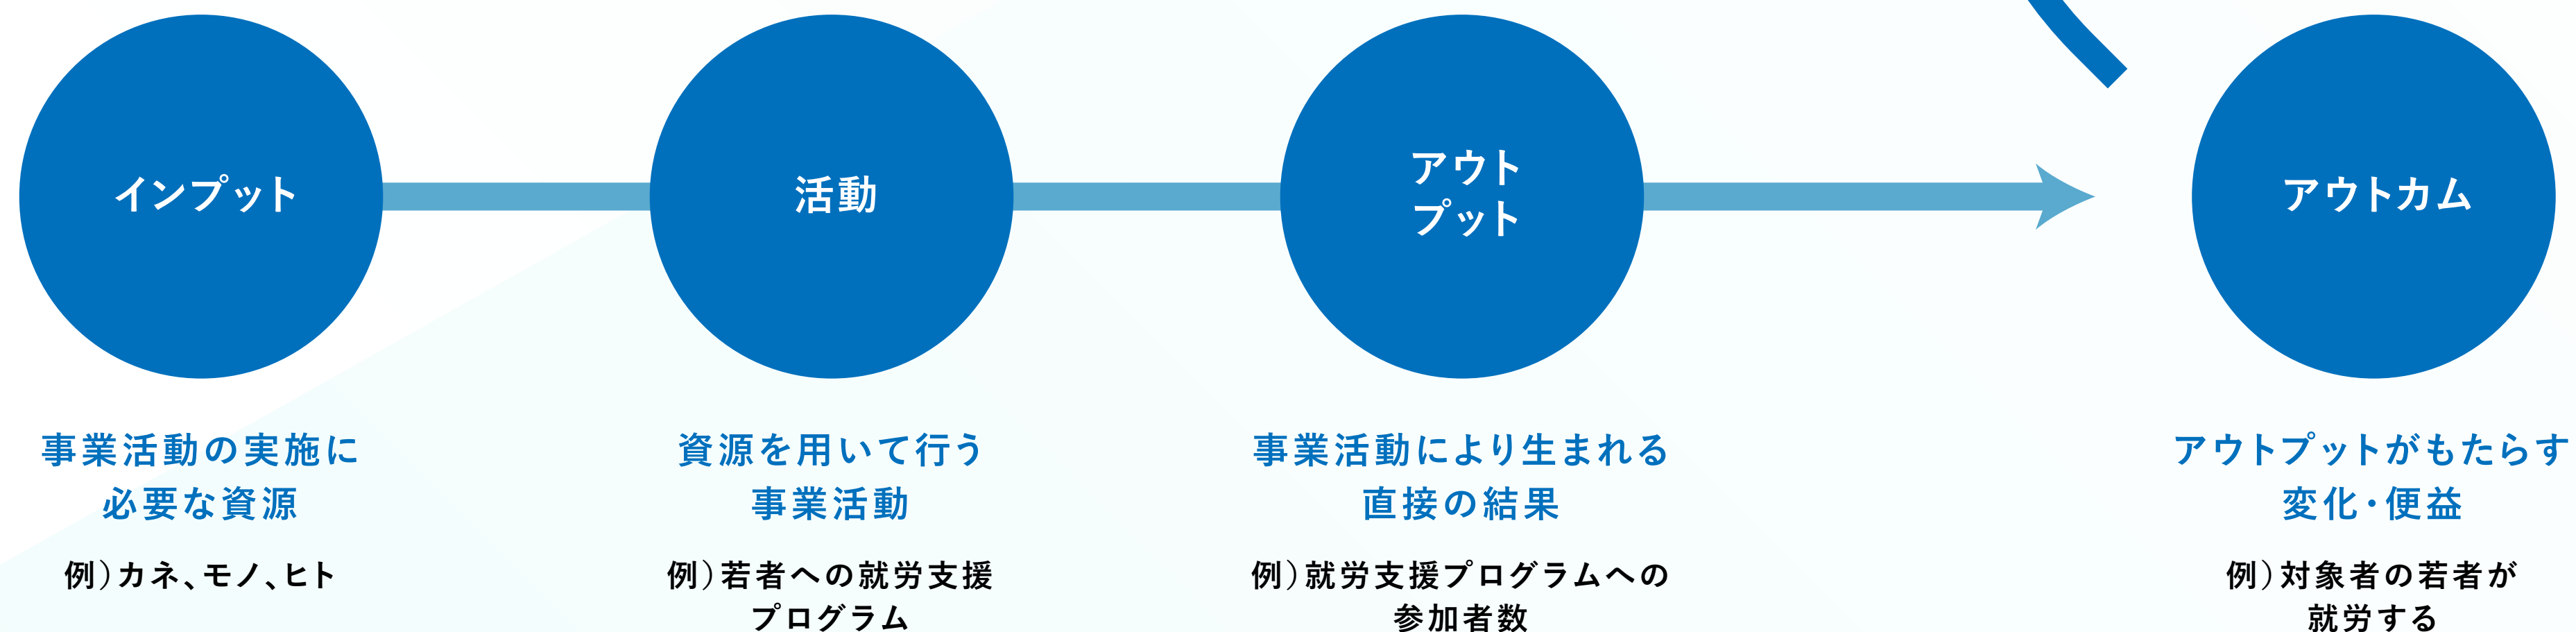 インプット
活動
アウト
プット
アウトカム
事業活動の実施に
必要な資源
例）カネ、モノ、ヒト
資源を用いて行う
事業活動
例）若者への就労支援
プログラム
事業活動により生まれる
直接の結果
例）就労支援プログラムへの
参加者数
アウトプットがもたらす
変化・便益
例）対象者の若者が
就労する